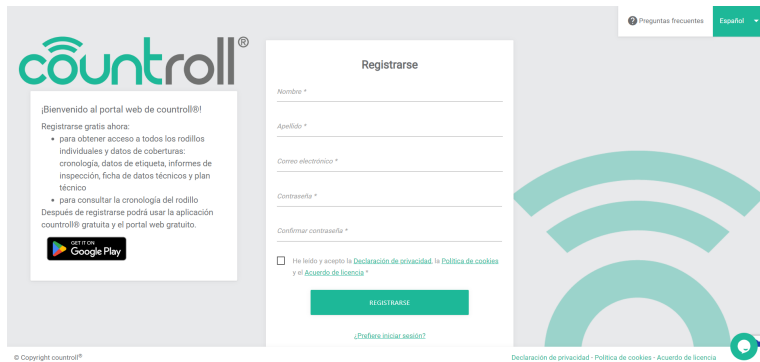 Preguntas frecuentes
Español
countroll®
¡Bienvenido al portal web de countroll®!
Registrarse gratis ahora:
• para obtener acceso a todos los rodillos
individuales y datos de coberturas:
cronología, datos de etiqueta, informes de
inspección, ficha de datos técnicos y plan
técnico
• para consultar la cronología del rodillo
Después de registrarse podrá usar la aplicación
countroll® gratuita y el portal web gratuito.
GET IT ON
Google Play
Registrarse
Nombre *
Apellido *
Correo electrónico *
Contraseña *
Confirmar contraseña *
He leído y acepto la Declaración de privacidad, la Política de cookies
y el Acuerdo de licencia *
REGISTRARSE
¿Prefiere iniciar sesión?
© Copyright countroll®
Declaración de privacidad - Política de cookies - Acuerdo de licencia